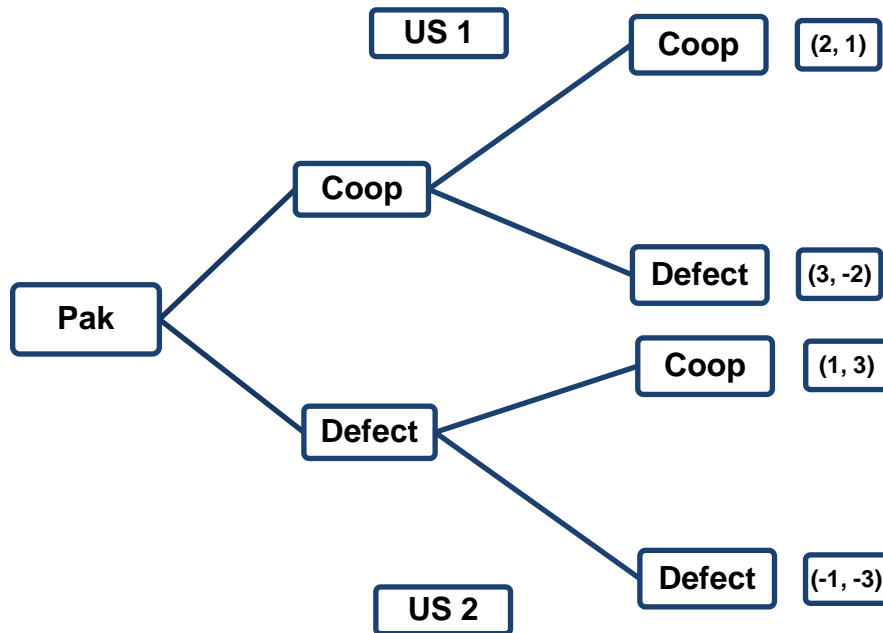 US 1
Coop
(2, 1)
Coop
Defect
(3, -2)
Pak
Coop
(1, 3)
Defect
Defect
(-1, -3)
US 2